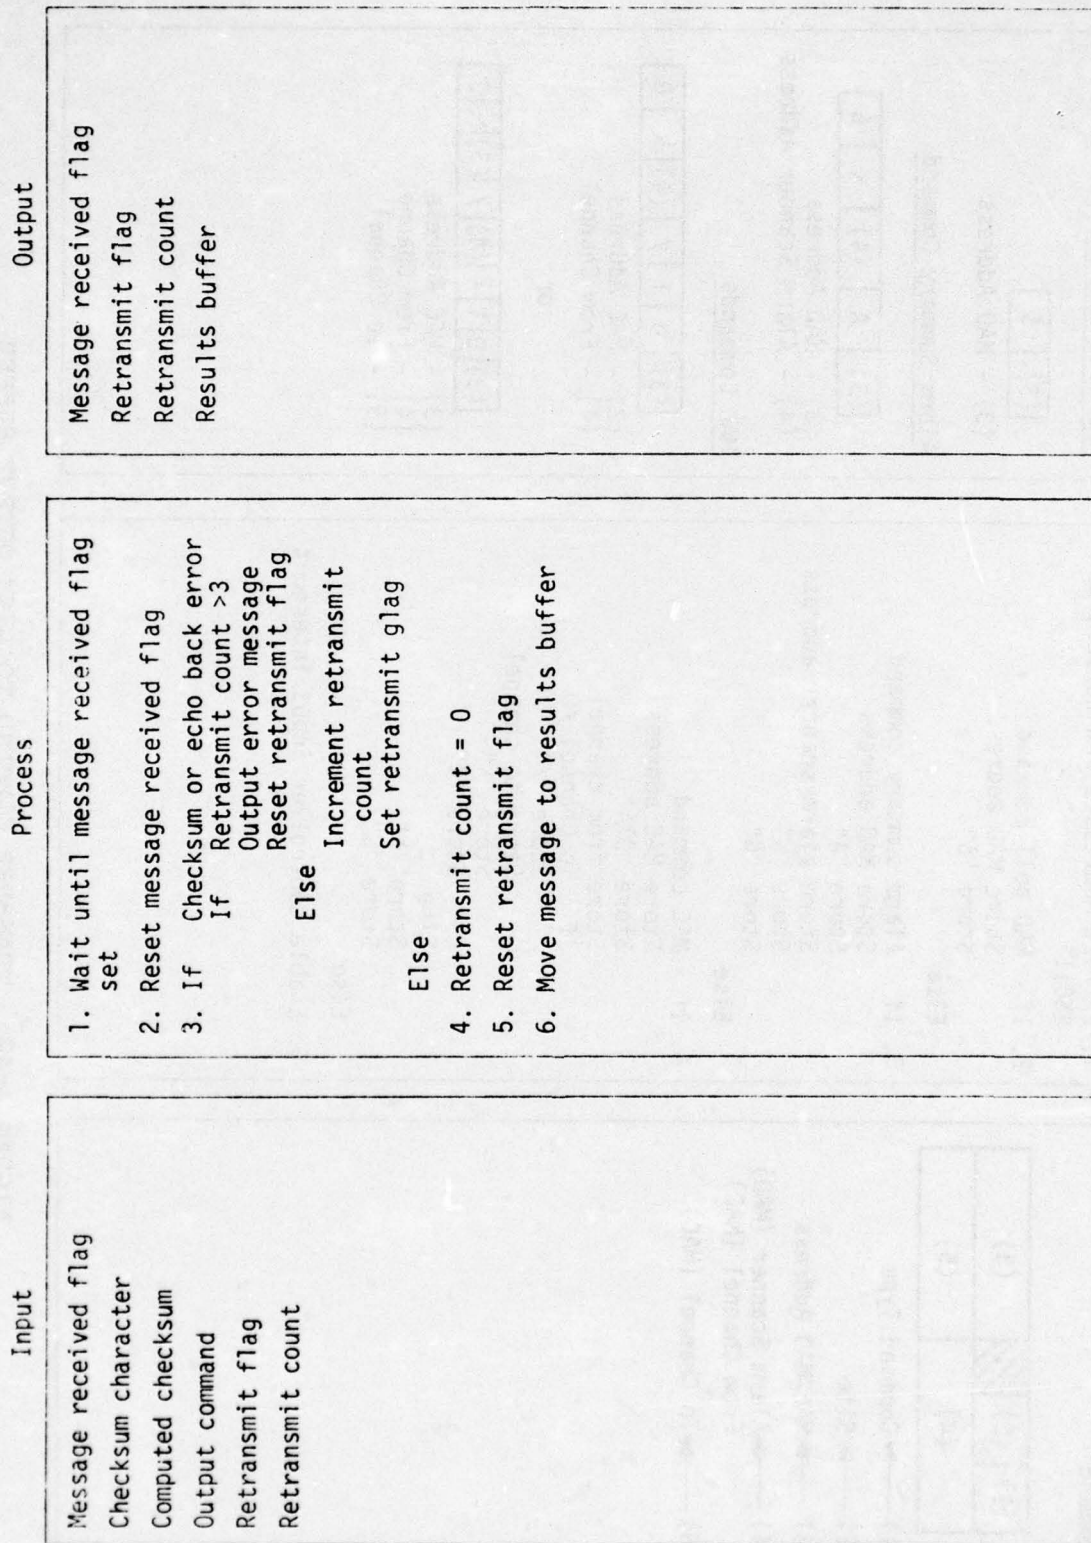 Input
Message received flag
Checksum character
Computed checksum
Output command
Retransmit flag
Retransmit count
Process
1. Wait until message received flag
set
2. Reset message received flag
3. If Checksum or echo back error
If Retransmit count >3
Output error message
Reset retransmit flag
Else
Increment retransmit
count
Set retransmit glag
Else
4. Retransmit count = 0
5. Reset retransmit flag
6. Move message to results buffer
Output
Message received flag
Retransmit flag
Retransmit count
Results buffer